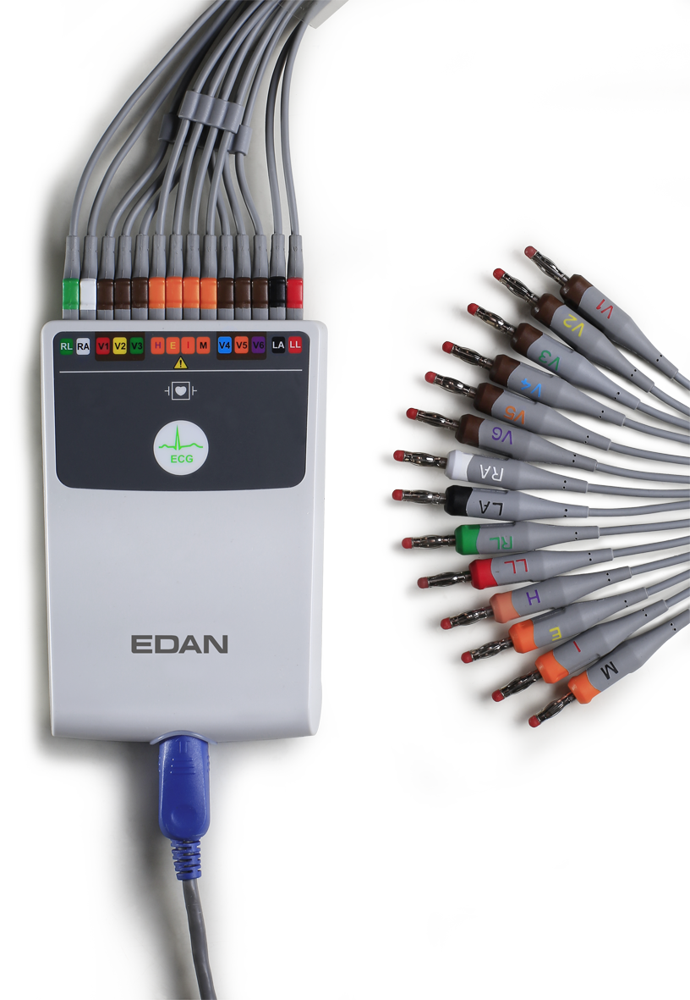 RL RA V1 V2 V3 H E I M V4 V5 V6 LA LL
ECG
EDAN
V1
V2
V3
V4
V5
V6
RA
LA
RL
LL
H
E
I
M